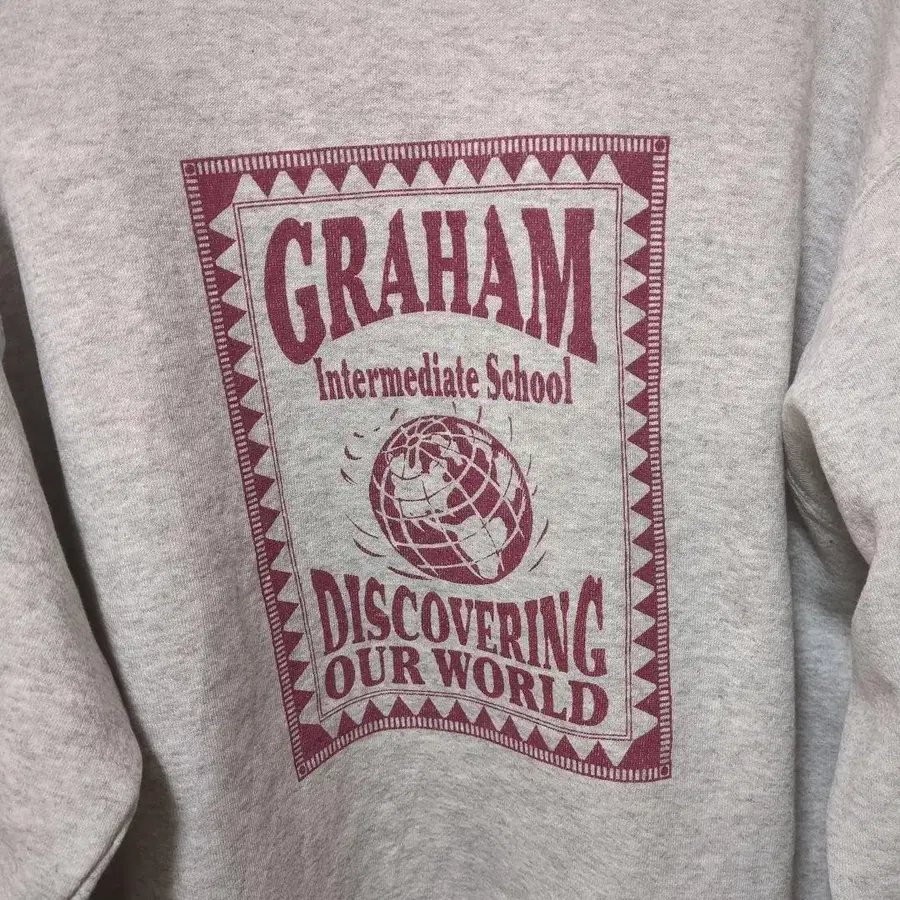 GRAHAM
Intermediate School
DISCOVERING
OUR WORLD